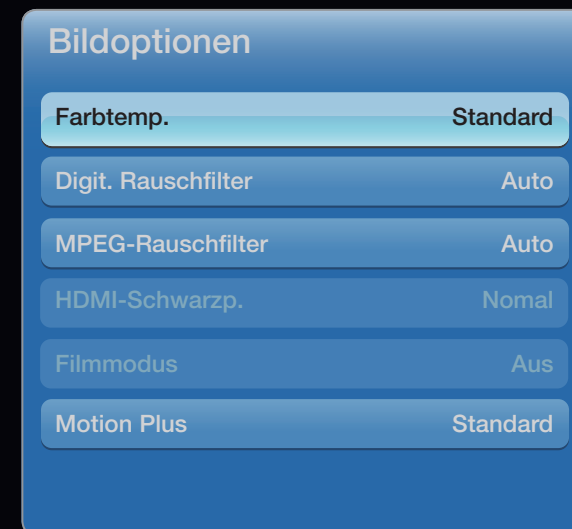 Bildoptionen
Farbtemp. Standard
Digit. Rauschfilter Auto
MPEG-Rauschfilter Auto
HDMI-Schwarzp. Nomal
Filmmodus Aus
Motion Plus Standard